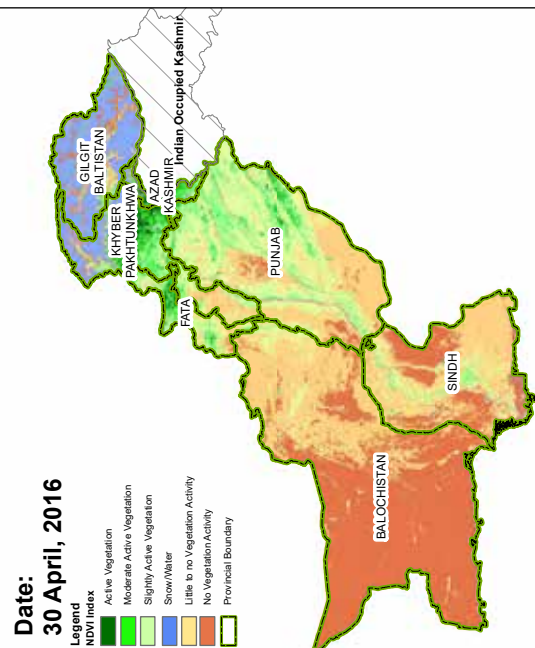 Date:
30 April, 2016
Legend
NDVI Index
Active Vegetation
Moderate Active Vegetation
Slightly Active Vegetation
Snow/Water
Little to no Vegetation Activity
No Vegetation Activity
Provincial Boundary
GILGIT
BALTISTAN
KHYBER
PAKHTUNKHWA
AZAD
KASHMIR
Indian Occupied Kashmir
FATA
PUNJAB
BALOCHISTAN
SINDH